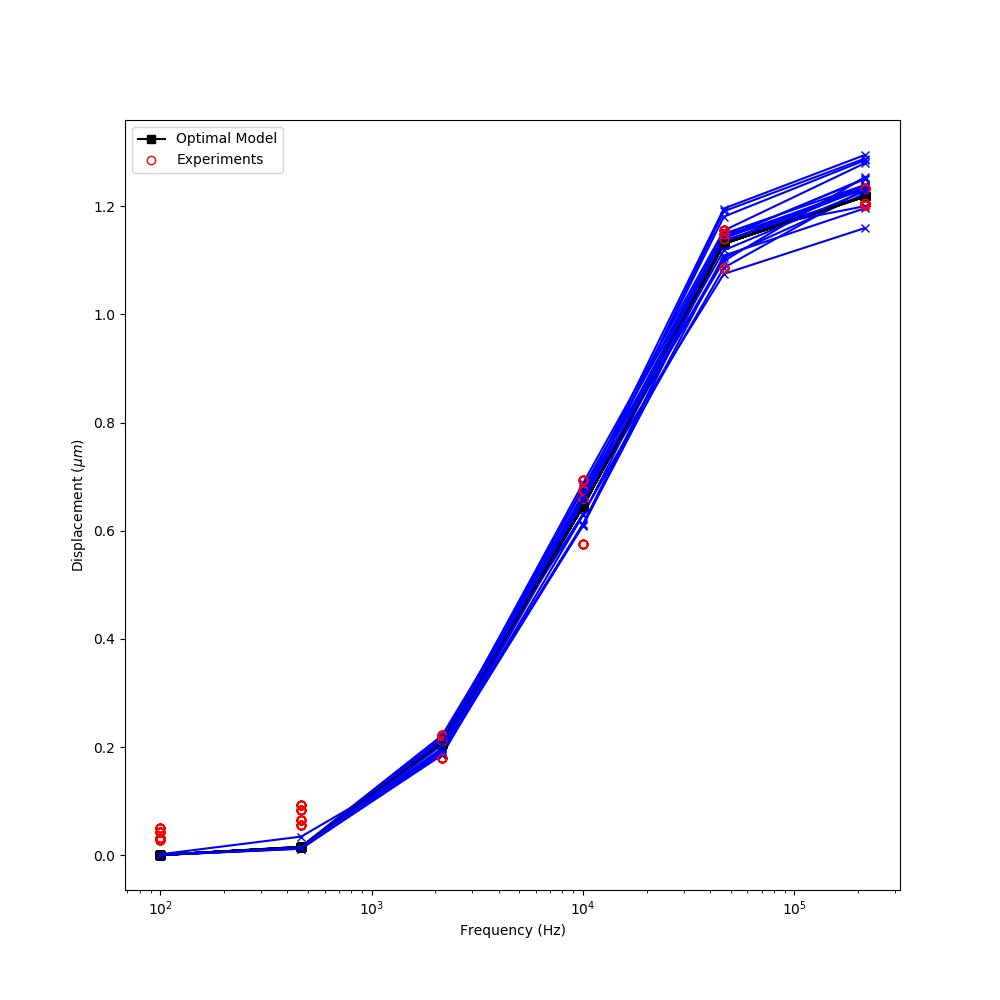 Optimal Model
Experiments
1.2
1.0
0.8
0.6
0.4
0.2
0.0
Displacement (μm)
10²
10³
10⁴
10⁵
Frequency (Hz)